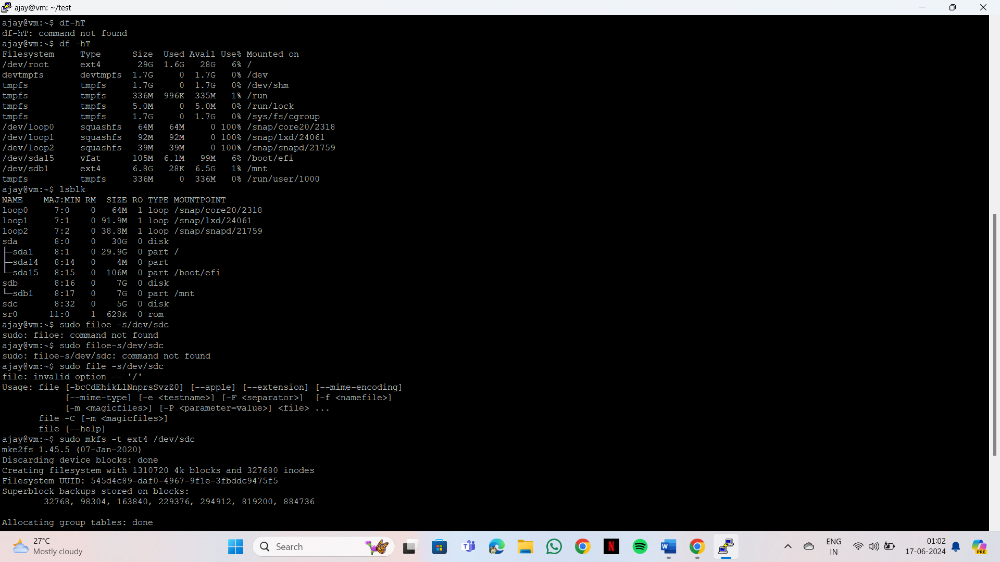 ajay@vm: ~/test
ajay@vm:~$ df-hT
df-hT: command not found
ajay@vm:~$ df -hT
Filesystem     Type      Size  Used Avail Use% Mounted on
/dev/root      ext4       29G  1.6G   28G   6% /
devtmpfs       devtmpfs  1.7G     0  1.7G   0% /dev
tmpfs          tmpfs     1.7G     0  1.7G   0% /dev/shm
tmpfs          tmpfs     336M  996K  335M   1% /run
tmpfs          tmpfs     5.0M     0  5.0M   0% /run/lock
tmpfs          tmpfs     1.7G     0  1.7G   0% /sys/fs/cgroup
/dev/loop0     squashfs   64M   64M     0 100% /snap/core20/2318
/dev/loop1     squashfs   92M   92M     0 100% /snap/lxd/24061
/dev/loop2     squashfs   39M   39M     0 100% /snap/snapd/21759
/dev/sda15     vfat      105M  6.1M   99M   6% /boot/efi
/dev/sdb1      ext4      6.8G   28K  6.5G   1% /mnt
tmpfs          tmpfs     336M     0  336M   0% /run/user/1000
ajay@vm:~$ lsblk
NAME    MAJ:MIN RM  SIZE RO TYPE MOUNTPOINT
loop0     7:0    0   64M  1 loop /snap/core20/2318
loop1     7:1    0 91.9M  1 loop /snap/lxd/24061
loop2     7:2    0 38.8M  1 loop /snap/snapd/21759
sda       8:0    0   30G  0 disk
├─sda1    8:1    0 29.9G  0 part /
├─sda14   8:14   0    4M  0 part
└─sda15   8:15   0  106M  0 part /boot/efi
sdb       8:16   0    7G  0 disk
└─sdb1    8:17   0    7G  0 part /mnt
sdc       8:32   0    5G  0 disk
sr0      11:0    1  628K  0 rom
ajay@vm:~$ sudo filoe -s/dev/sdc
sudo: filoe: command not found
ajay@vm:~$ sudo filoe-s/dev/sdc
sudo: filoe-s/dev/sdc: command not found
ajay@vm:~$ sudo file -s/dev/sdc
file: invalid option -- '/'
Usage: file [-bcCdEhikLlNnprsSvzZ0] [--apple] [--extension] [--mime-encoding]
            [--mime-type] [-e <testname>] [-F <separator>]  [-f <namefile>]
            [-m <magicfiles>] [-P <parameter=value>] <file> ...
       file -C [-m <magicfiles>]
       file [--help]
ajay@vm:~$ sudo mkfs -t ext4 /dev/sdc
mke2fs 1.45.5 (07-Jan-2020)
Discarding device blocks: done
Creating filesystem with 1310720 4k blocks and 327680 inodes
Filesystem UUID: 545d4c89-daf0-4967-9f1e-3fbddc9475f5
Superblock backups stored on blocks:
        32768, 98304, 163840, 229376, 294912, 819200, 884736
Allocating group tables: done
27°C
Mostly cloudy
Search
ENG
IN
01:02
17-06-2024
PRE